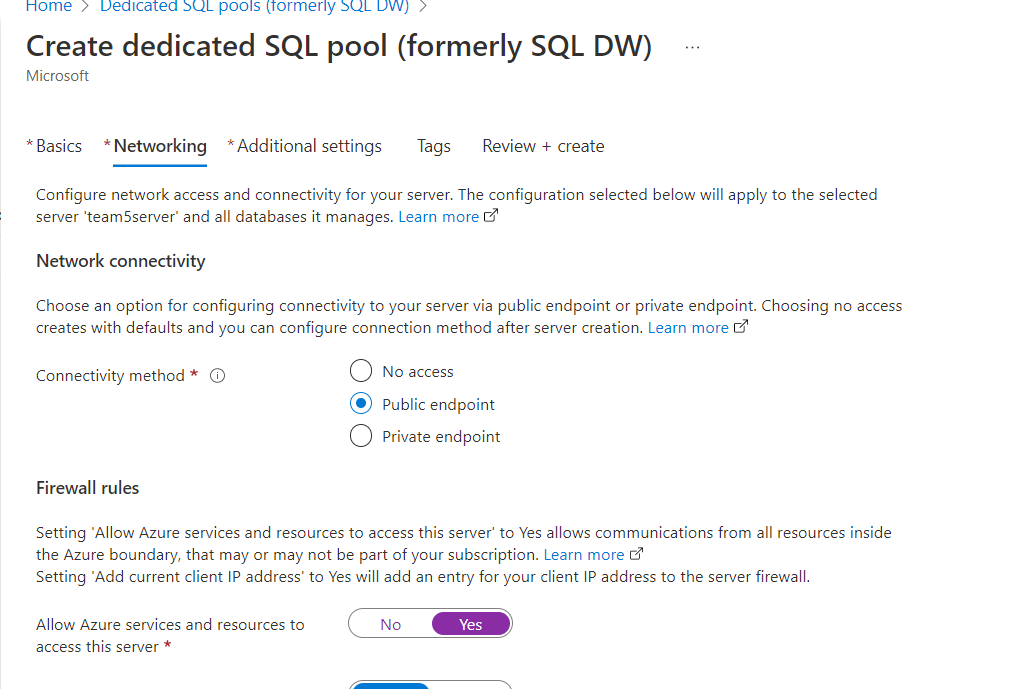 Home > Dedicated SQL pools (formerly SQL DW) >
Create dedicated SQL pool (formerly SQL DW) ...
Microsoft
* Basics * Networking * Additional settings Tags Review + create
Configure network access and connectivity for your server. The configuration selected below will apply to the selected
server 'team5server' and all databases it manages. Learn more
Network connectivity
Choose an option for configuring connectivity to your server via public endpoint or private endpoint. Choosing no access
creates with defaults and you can configure connection method after server creation. Learn more
Connectivity method *
No access
Public endpoint
Private endpoint
Firewall rules
Setting 'Allow Azure services and resources to access this server' to Yes allows communications from all resources inside
the Azure boundary, that may or may not be part of your subscription. Learn more
Setting 'Add current client IP address' to Yes will add an entry for your client IP address to the server firewall.
Allow Azure services and resources to
access this server *
No Yes